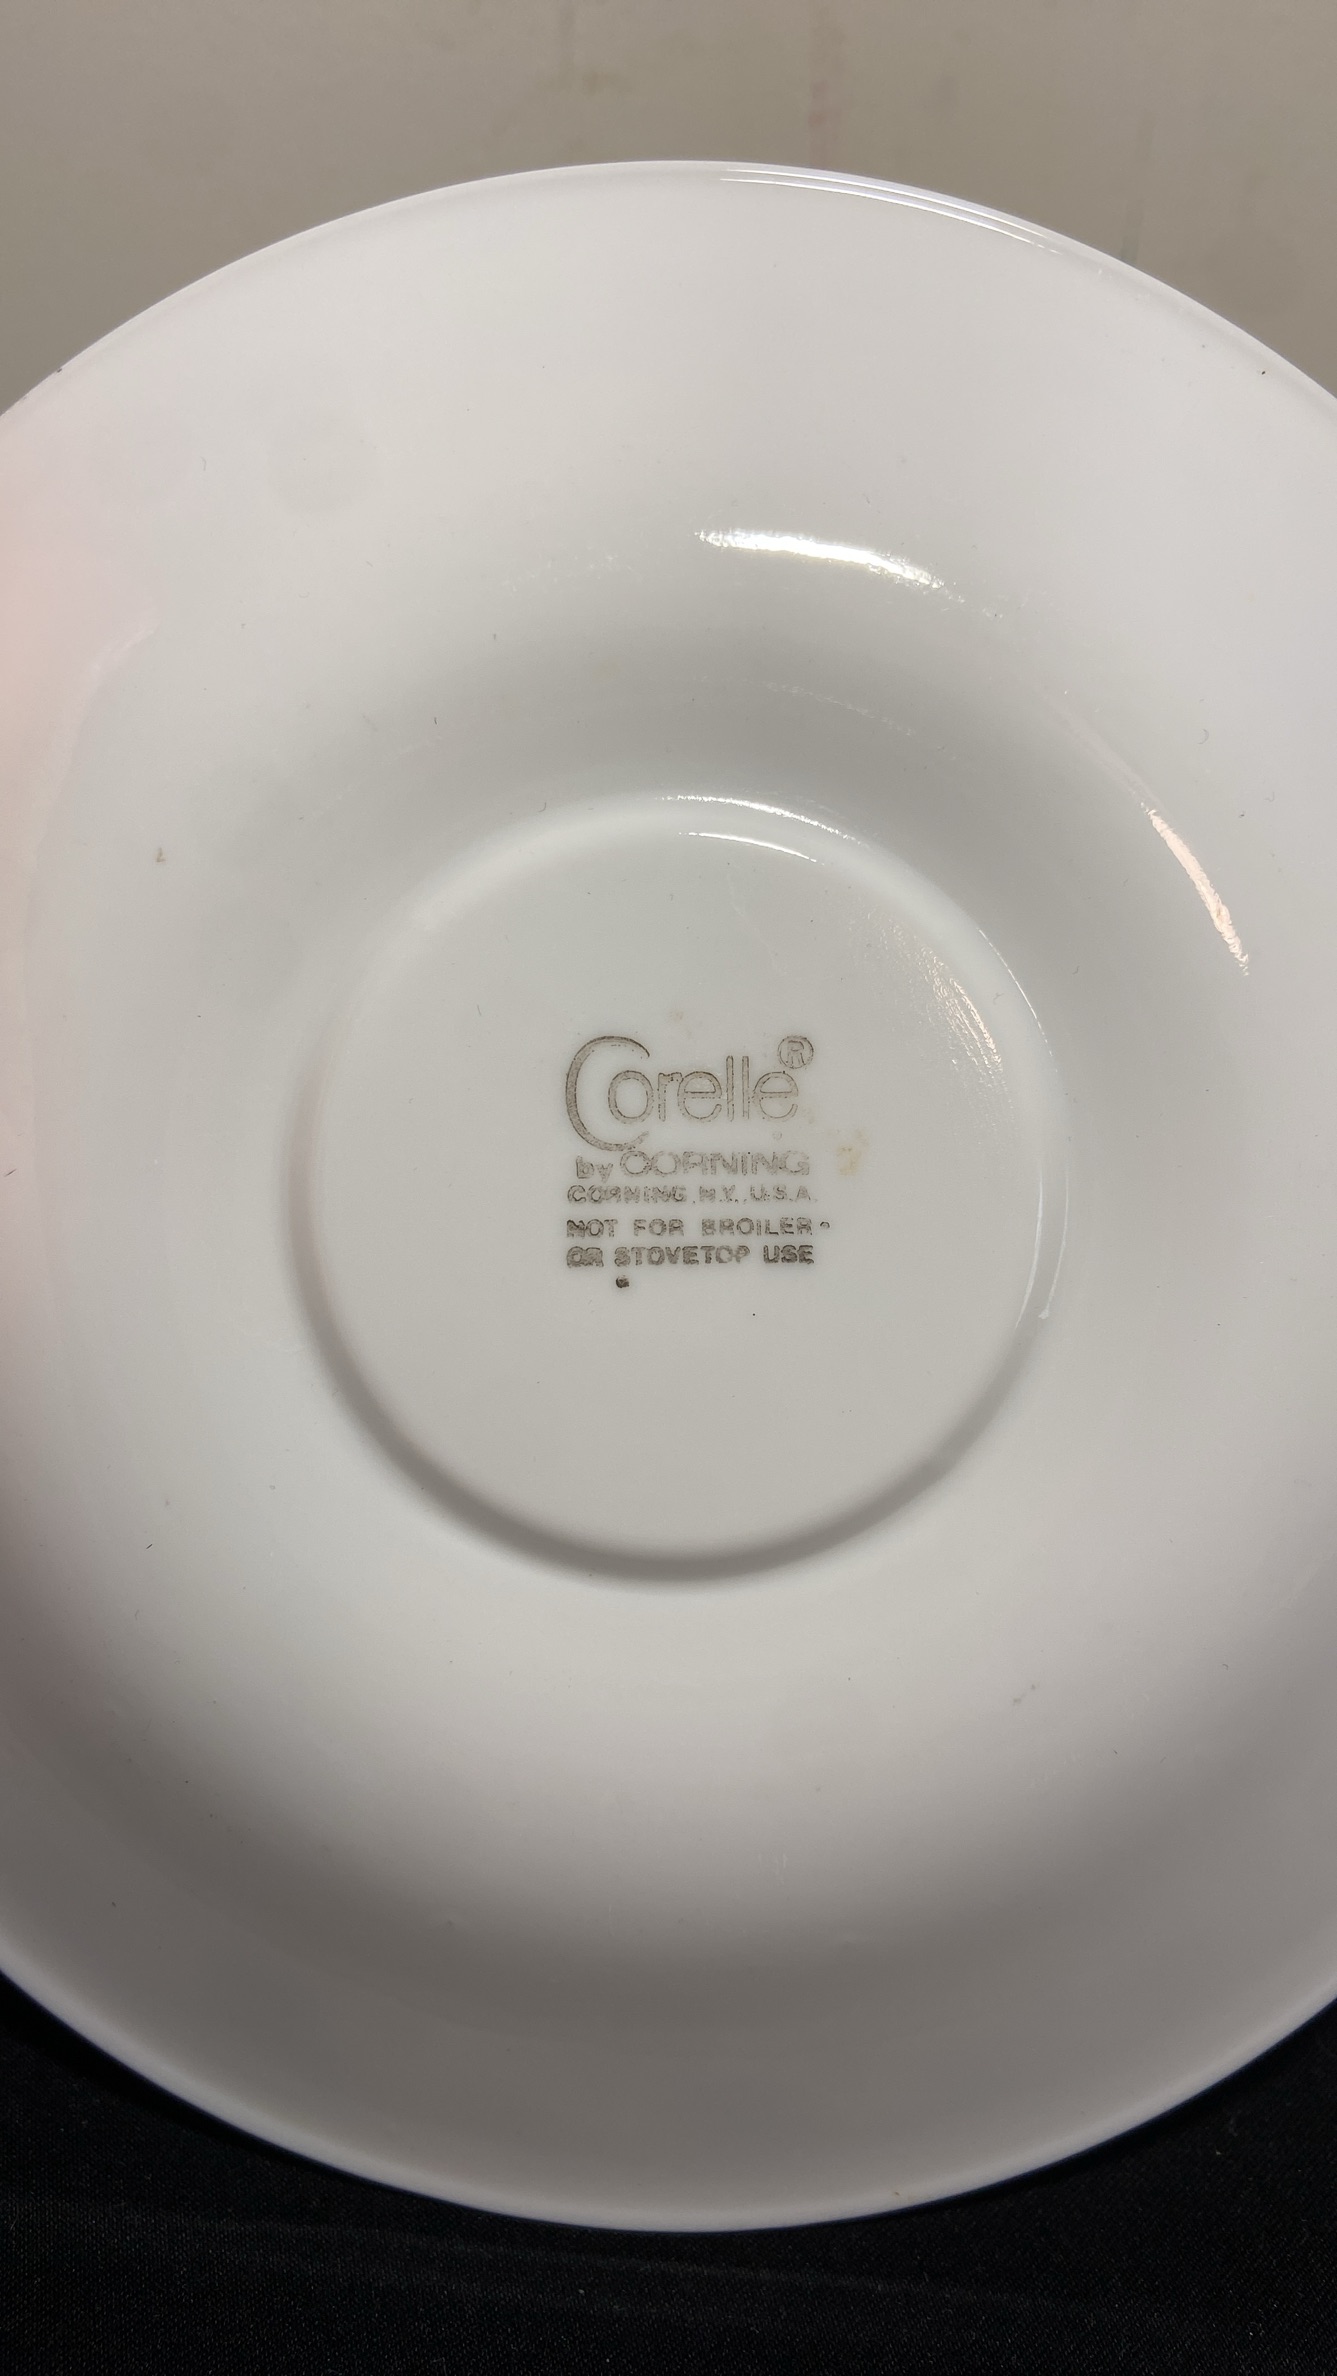 Corelle®
by CORNING
CORNING, N.Y., U.S.A.
NOT FOR BROILER
OR STOVETOP USE